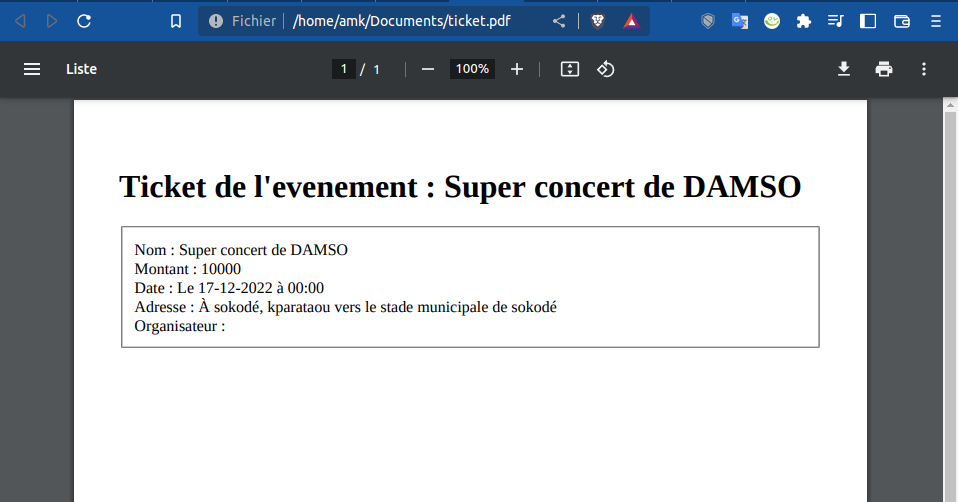 Fichier /home/amk/Documents/ticket.pdf
Liste 1 / 1 100%
Ticket de l'evenement : Super concert de DAMSO
Nom : Super concert de DAMSO
Montant : 10000
Date : Le 17-12-2022 à 00:00
Adresse : À sokodé, kparataou vers le stade municipale de sokodé
Organisateur :